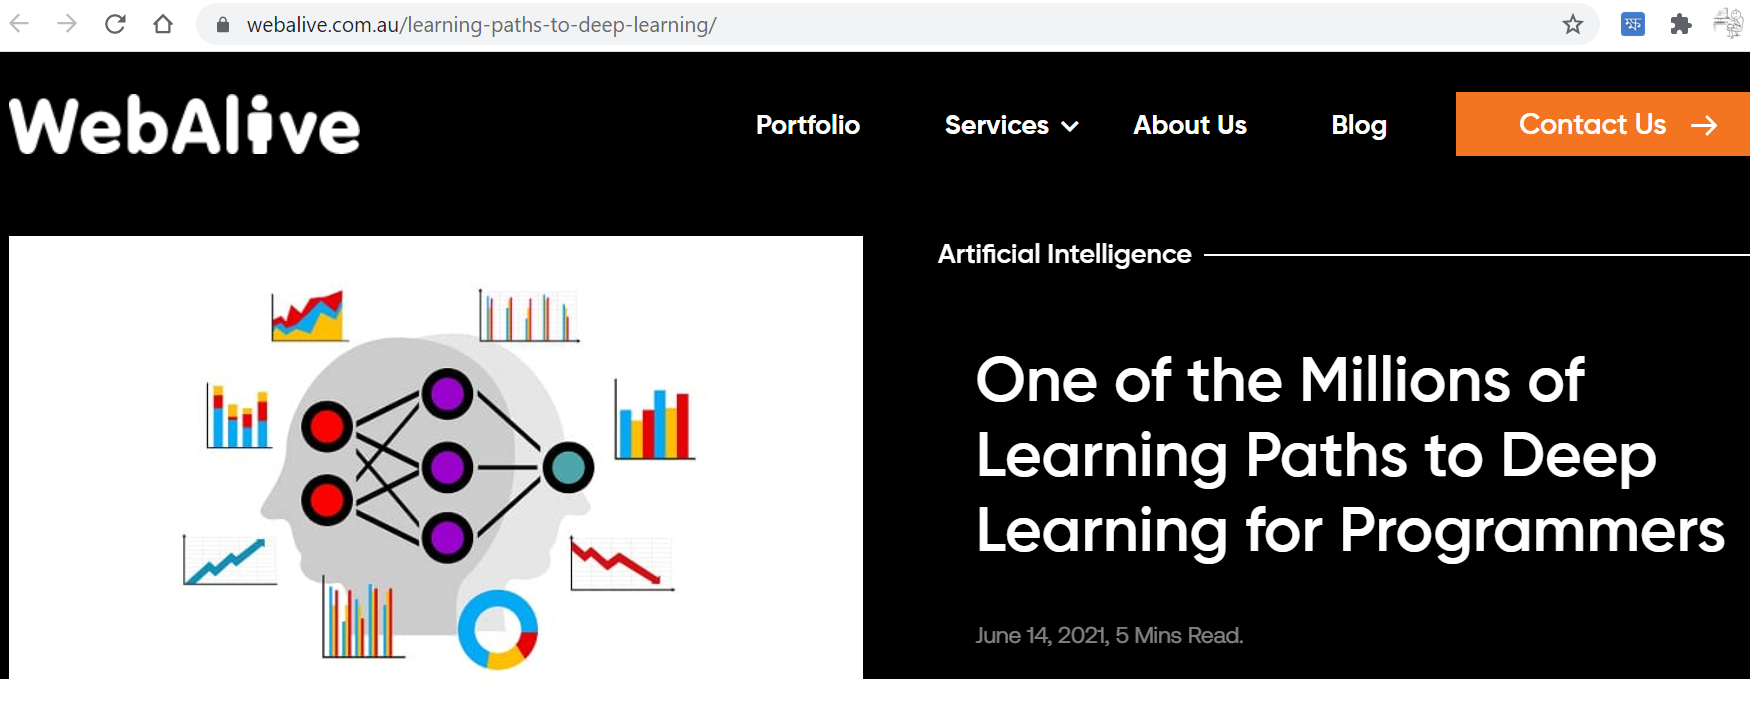 webalive.com.au/learning-paths-to-deep-learning/
WebAlive
Portfolio
Services
About Us
Blog
Contact Us
Artificial Intelligence
One of the Millions of
Learning Paths to Deep
Learning for Programmers
June 14, 2021, 5 Mins Read.